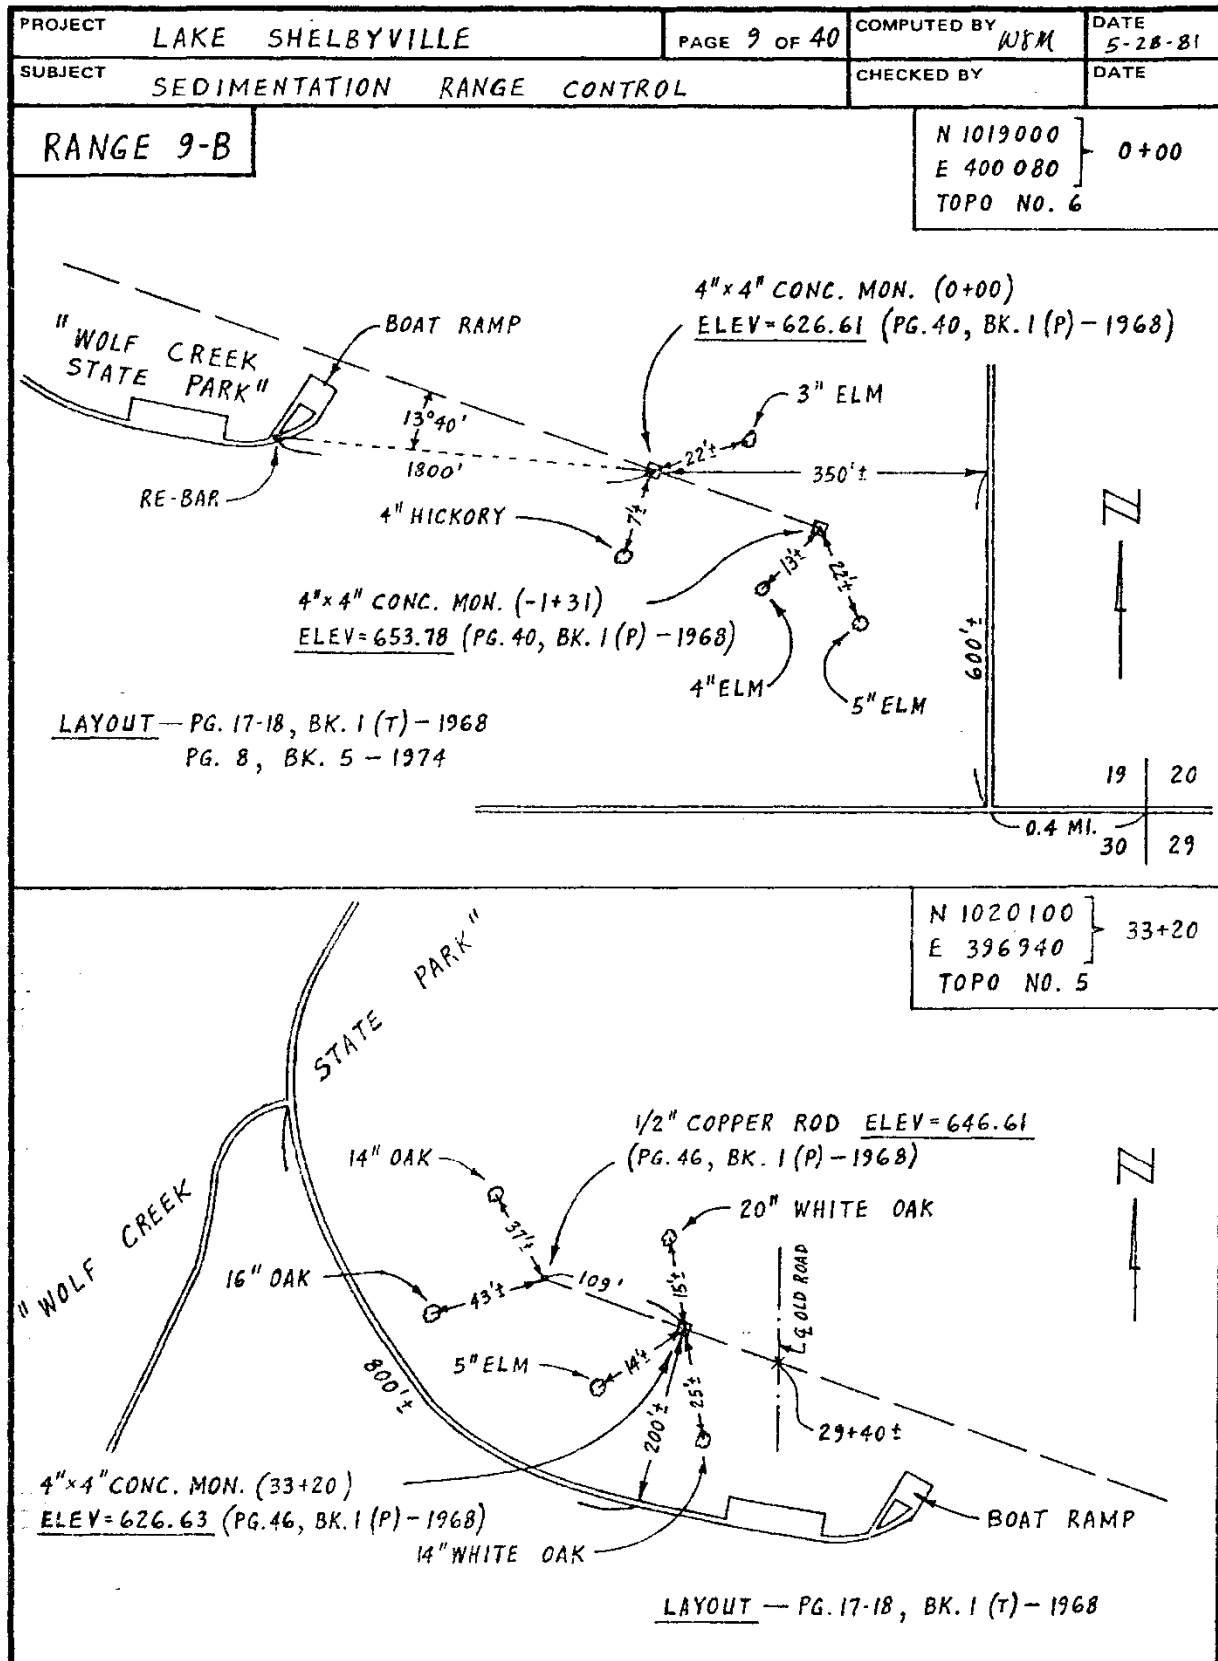 PROJECT LAKE SHELBYVILLE
PAGE 9 OF 40
COMPUTED BY W&M
DATE 5-28-81
SUBJECT SEDIMENTATION RANGE CONTROL
CHECKED BY
DATE
RANGE 9-B
N 1019000
E 400080
0+00
TOPO NO. 6
4"x4" CONC. MON. (0+00)
ELEV=626.61 (PG.40, BK.1(P)-1968)
"WOLF CREEK
STATE PARK"
BOAT RAMP
3" ELM
13°40'
22'±
1800'
350'±
RE-BAR
4" HICKORY
7'±
N
13'±
22'±
4"x4" CONC. MON. (-1+31)
ELEV=653.78 (PG.40, BK.1(P)-1968)
600'±
4" ELM
5" ELM
LAYOUT — PG.17-18, BK.1(T)-1968
PG. 8, BK. 5-1974
19 20
0.4 MI.
30 29
N 1020100
E 396940
33+20
TOPO NO. 5
"WOLF CREEK STATE PARK"
1/2" COPPER ROD ELEV=646.61
(PG.46, BK.1(P)-1968)
14" OAK
20" WHITE OAK
N
37'±
16" OAK
43'±
109'
15'±
℄ OLD ROAD
5" ELM
14'±
800'±
200'±
25'±
29+40±
4"x4" CONC. MON. (33+20)
ELEV=626.63 (PG.46, BK.1(P)-1968)
14" WHITE OAK
BOAT RAMP
LAYOUT — PG.17-18, BK.1(T)-1968